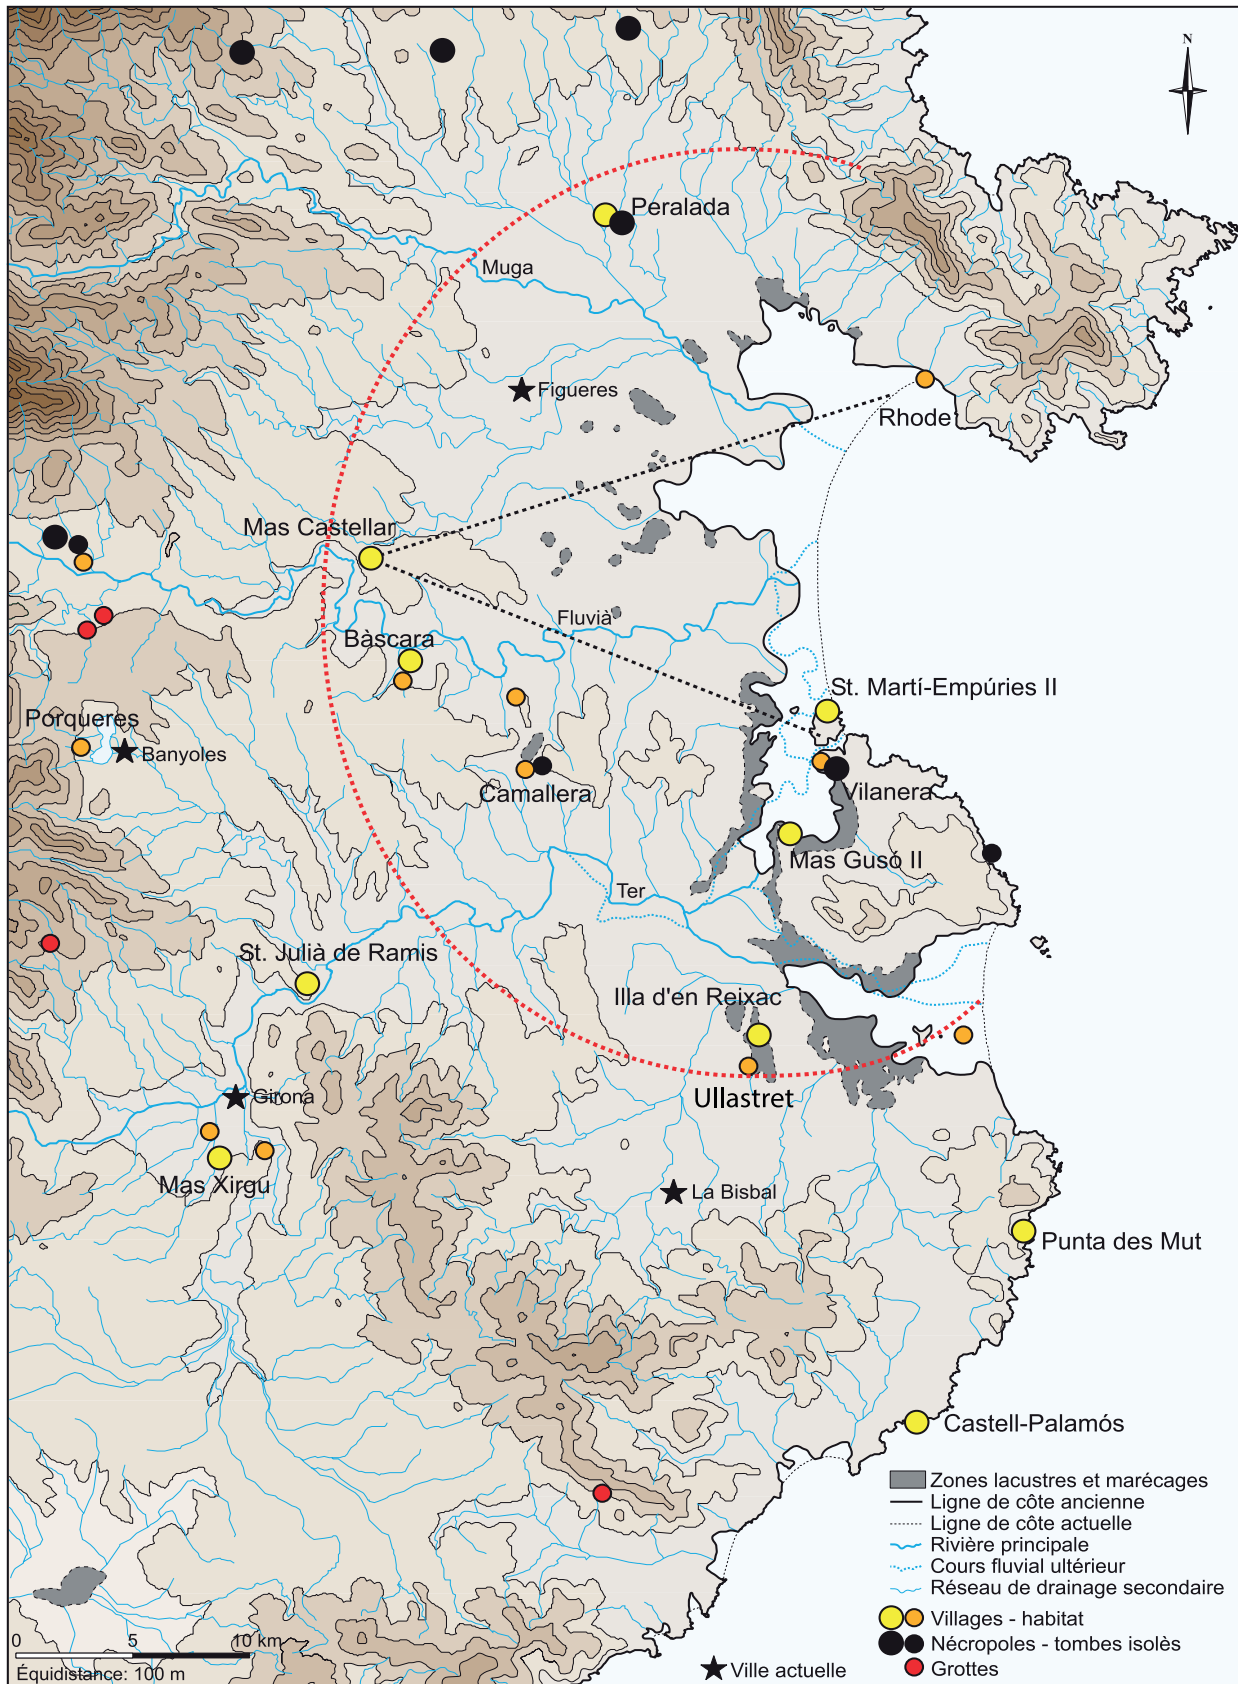 N
Peralada
Muga
Figueres
Rhode
Mas Castellar
Fluvià
Bàscara
St. Martí-Empúries II
Porqueres
Banyoles
Camallera
Vilanera
Mas Gusó II
Ter
St. Julià de Ramis
Illa d'en Reixac
Ullastret
Girona
Mas Xirgu
La Bisbal
Punta des Mut
Castell-Palamós
Zones lacustres et marécages
Ligne de côte ancienne
Ligne de côte actuelle
Rivière principale
Cours fluvial ultérieur
Réseau de drainage secondaire
Villages - habitat
Nécropoles - tombes isolès
Grottes
Ville actuelle
0 5 10 km
Équidistance: 100 m